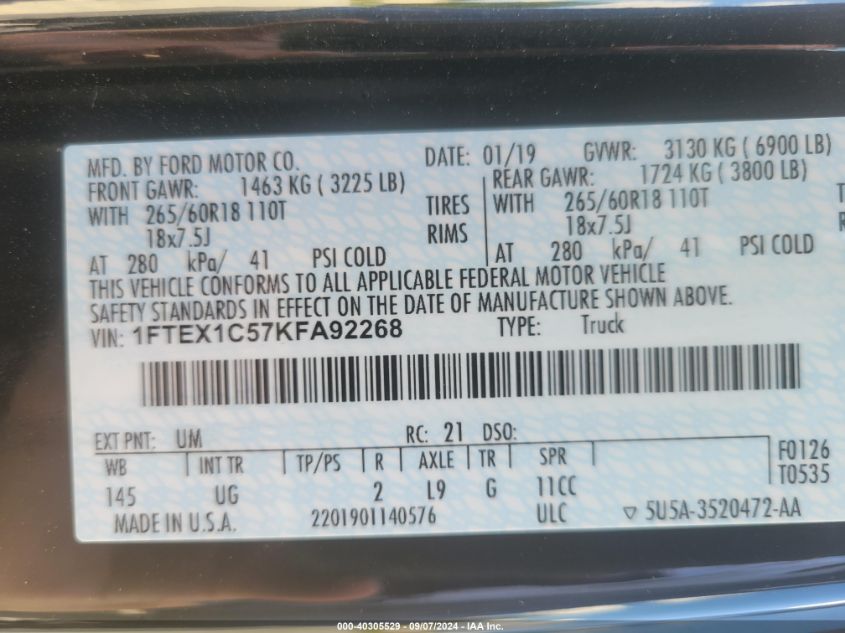 MFD. BY FORD MOTOR CO. DATE: 01/19 GVWR: 3130 KG ( 6900 LB)
FRONT GAWR: 1463 KG ( 3225 LB) REAR GAWR: 1724 KG ( 3800 LB)
WITH 265/60R18 110T TIRES WITH 265/60R18 110T
18x7.5J RIMS 18x7.5J
AT 280 kPa/ 41 PSI COLD AT 280 kPa/ 41 PSI COLD
THIS VEHICLE CONFORMS TO ALL APPLICABLE FEDERAL MOTOR VEHICLE
SAFETY STANDARDS IN EFFECT ON THE DATE OF MANUFACTURE SHOWN ABOVE.
VIN: 1FTEX1C57KFA92268 TYPE: Truck
EXT PNT: UM RC: 21 DSO:
WB INT TR TP/PS R AXLE TR SPR F0126
145 UG 2 L9 G 11CC T0535
MADE IN U.S.A. 2201901140576 ULC ▽ 5U5A-3520472-AA
000-40305529 - 09/07/2024 - IAA Inc.